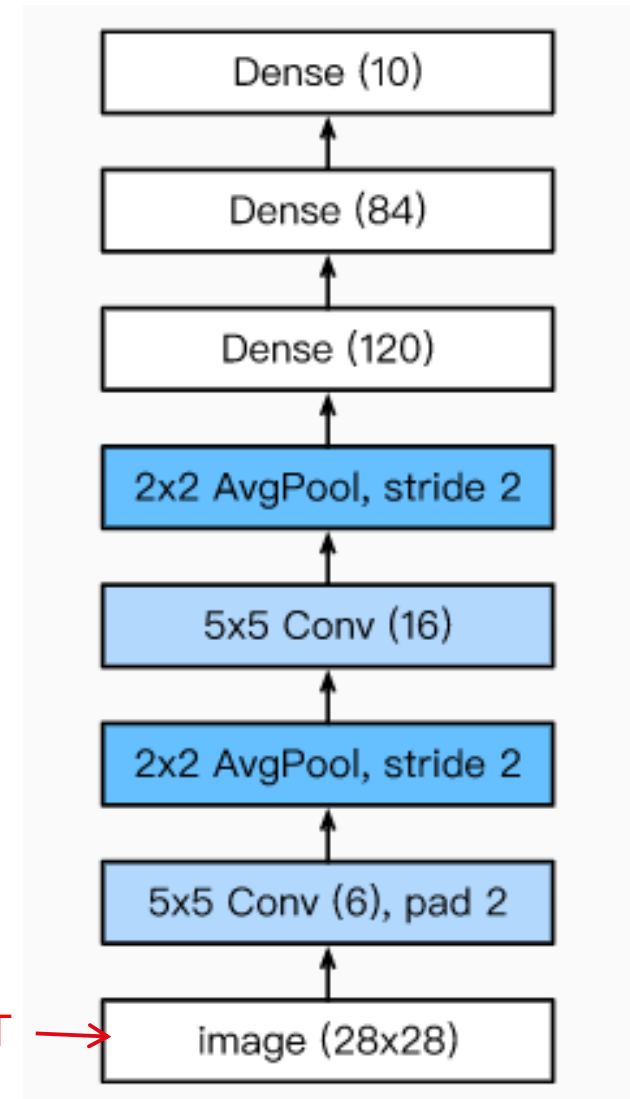 Dense (10)
Dense (84)
Dense (120)
2x2 AvgPool, stride 2
5x5 Conv (16)
2x2 AvgPool, stride 2
5x5 Conv (6), pad 2
image (28x28)